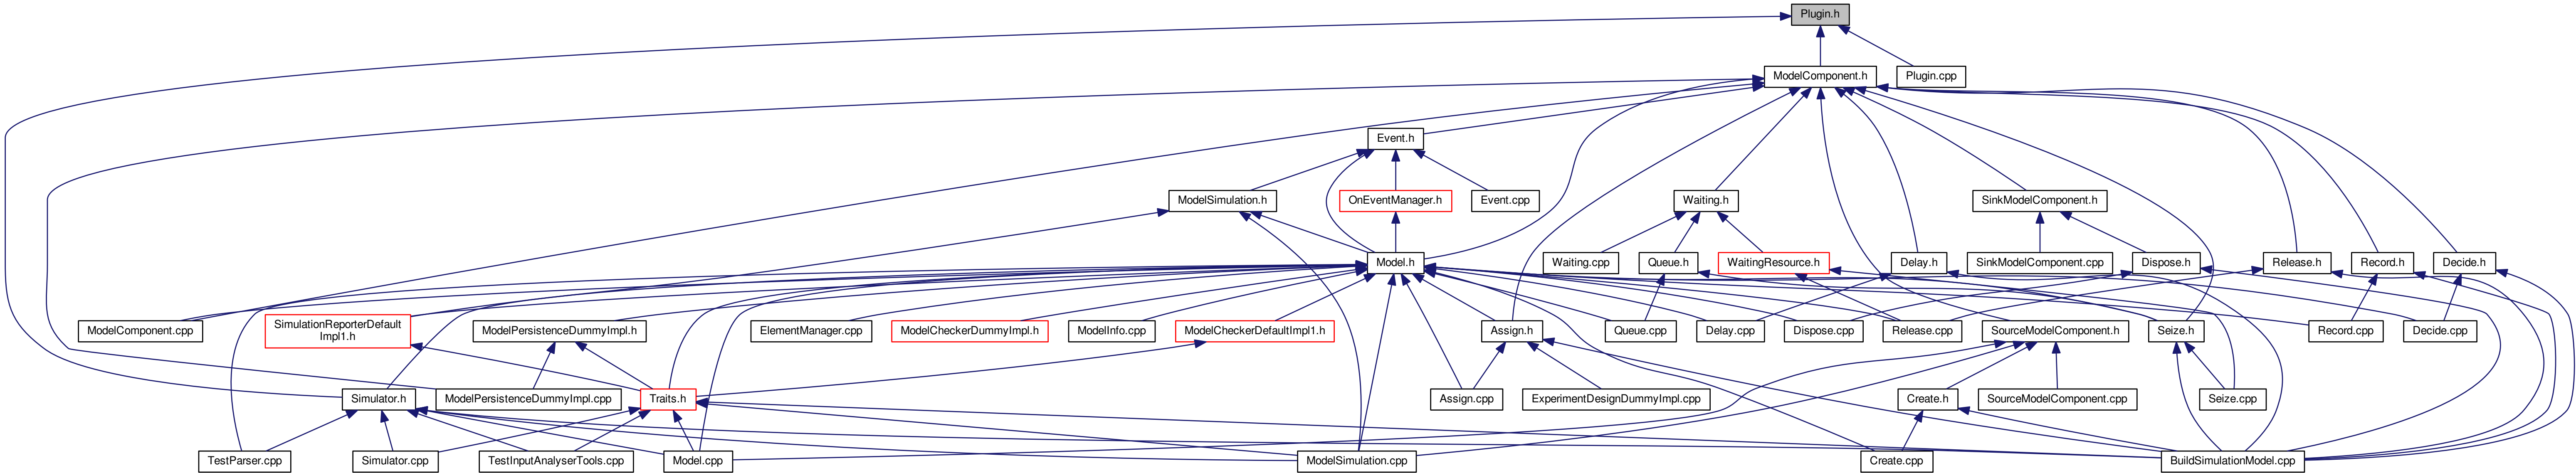 Plugin.h
ModelComponent.h
Plugin.cpp
Event.h
ModelSimulation.h
OnEventManager.h
Event.cpp
Waiting.h
SinkModelComponent.h
Model.h
Waiting.cpp
Queue.h
WaitingResource.h
Delay.h
SinkModelComponent.cpp
Dispose.h
Release.h
Record.h
Decide.h
ModelComponent.cpp
SimulationReporterDefault
Impl1.h
ModelPersistenceDummyImpl.h
ElementManager.cpp
ModelCheckerDummyImpl.h
ModelInfo.cpp
ModelCheckerDefaultImpl1.h
Assign.h
Queue.cpp
Delay.cpp
Dispose.cpp
Release.cpp
SourceModelComponent.h
Seize.h
Record.cpp
Decide.cpp
Simulator.h
ModelPersistenceDummyImpl.cpp
Traits.h
Assign.cpp
ExperimentDesignDummyImpl.cpp
Create.h
SourceModelComponent.cpp
Seize.cpp
TestParser.cpp
Simulator.cpp
TestInputAnalyserTools.cpp
Model.cpp
ModelSimulation.cpp
Create.cpp
BuildSimulationModel.cpp